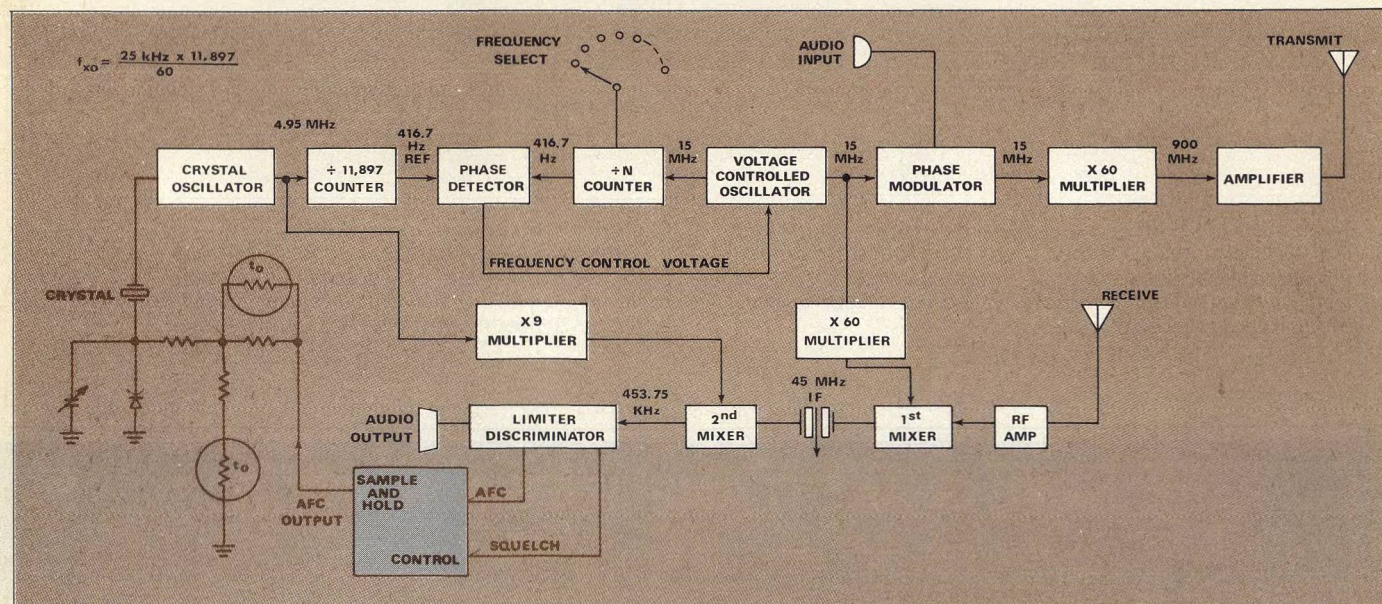 f_xo = 25 kHz x 11,897
60
FREQUENCY
SELECT
AUDIO
INPUT
TRANSMIT
4.95 MHz
416.7
Hz
REF
416.7
Hz
15
MHz
15
MHz
15
MHz
900
MHz
CRYSTAL
OSCILLATOR
÷ 11,897
COUNTER
PHASE
DETECTOR
÷N
COUNTER
VOLTAGE
CONTROLLED
OSCILLATOR
PHASE
MODULATOR
X 60
MULTIPLIER
AMPLIFIER
FREQUENCY CONTROL VOLTAGE
to
CRYSTAL
RECEIVE
X 9
MULTIPLIER
X 60
MULTIPLIER
45 MHz
IF
453.75
KHz
AUDIO
OUTPUT
LIMITER
DISCRIMINATOR
2nd
MIXER
1st
MIXER
RF
AMP
to
AFC
OUTPUT
SAMPLE
AND
HOLD
CONTROL
AFC
SQUELCH